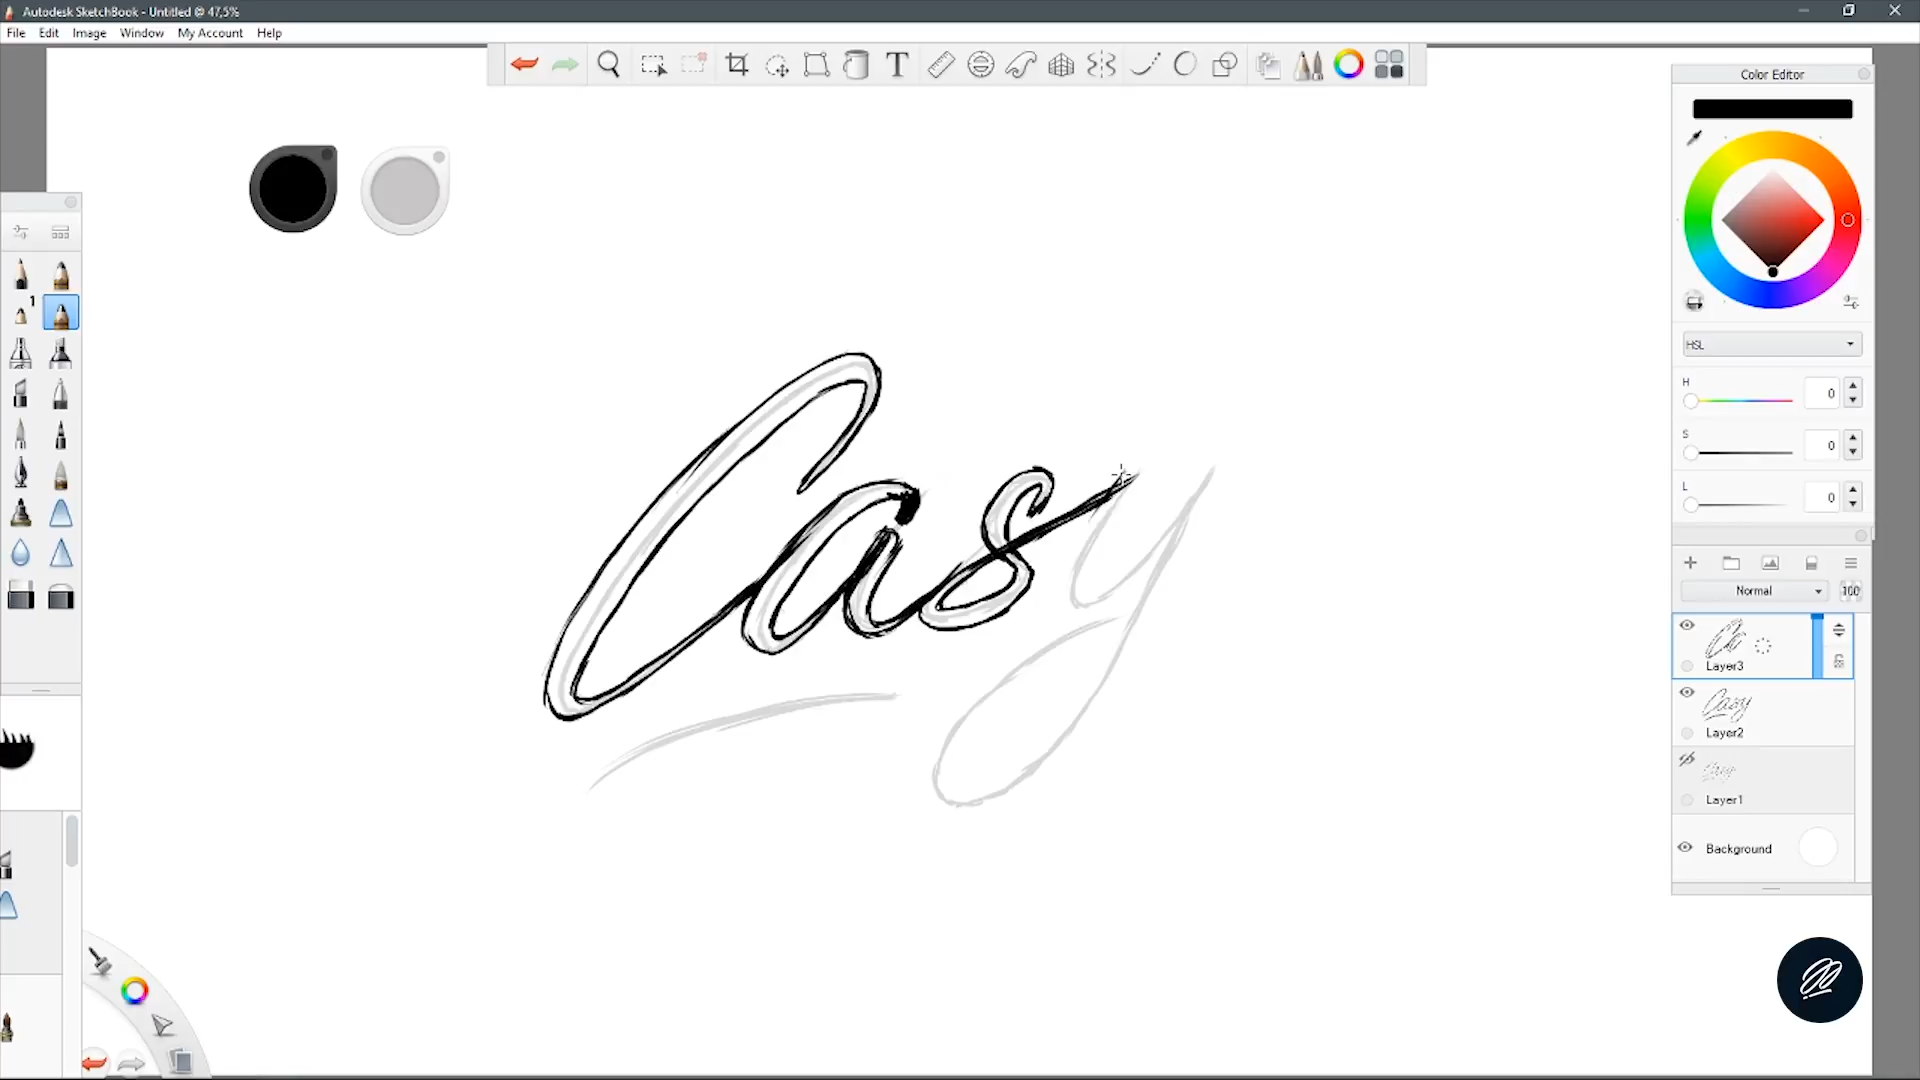 Autodesk SketchBook - Untitled @ 47,5%
File Edit Image Window My Account Help
T
Color Editor
1
HSL
H 0
S 0
L 0
Normal 100
Layer3
Layer2
Layer1
Background
Casy